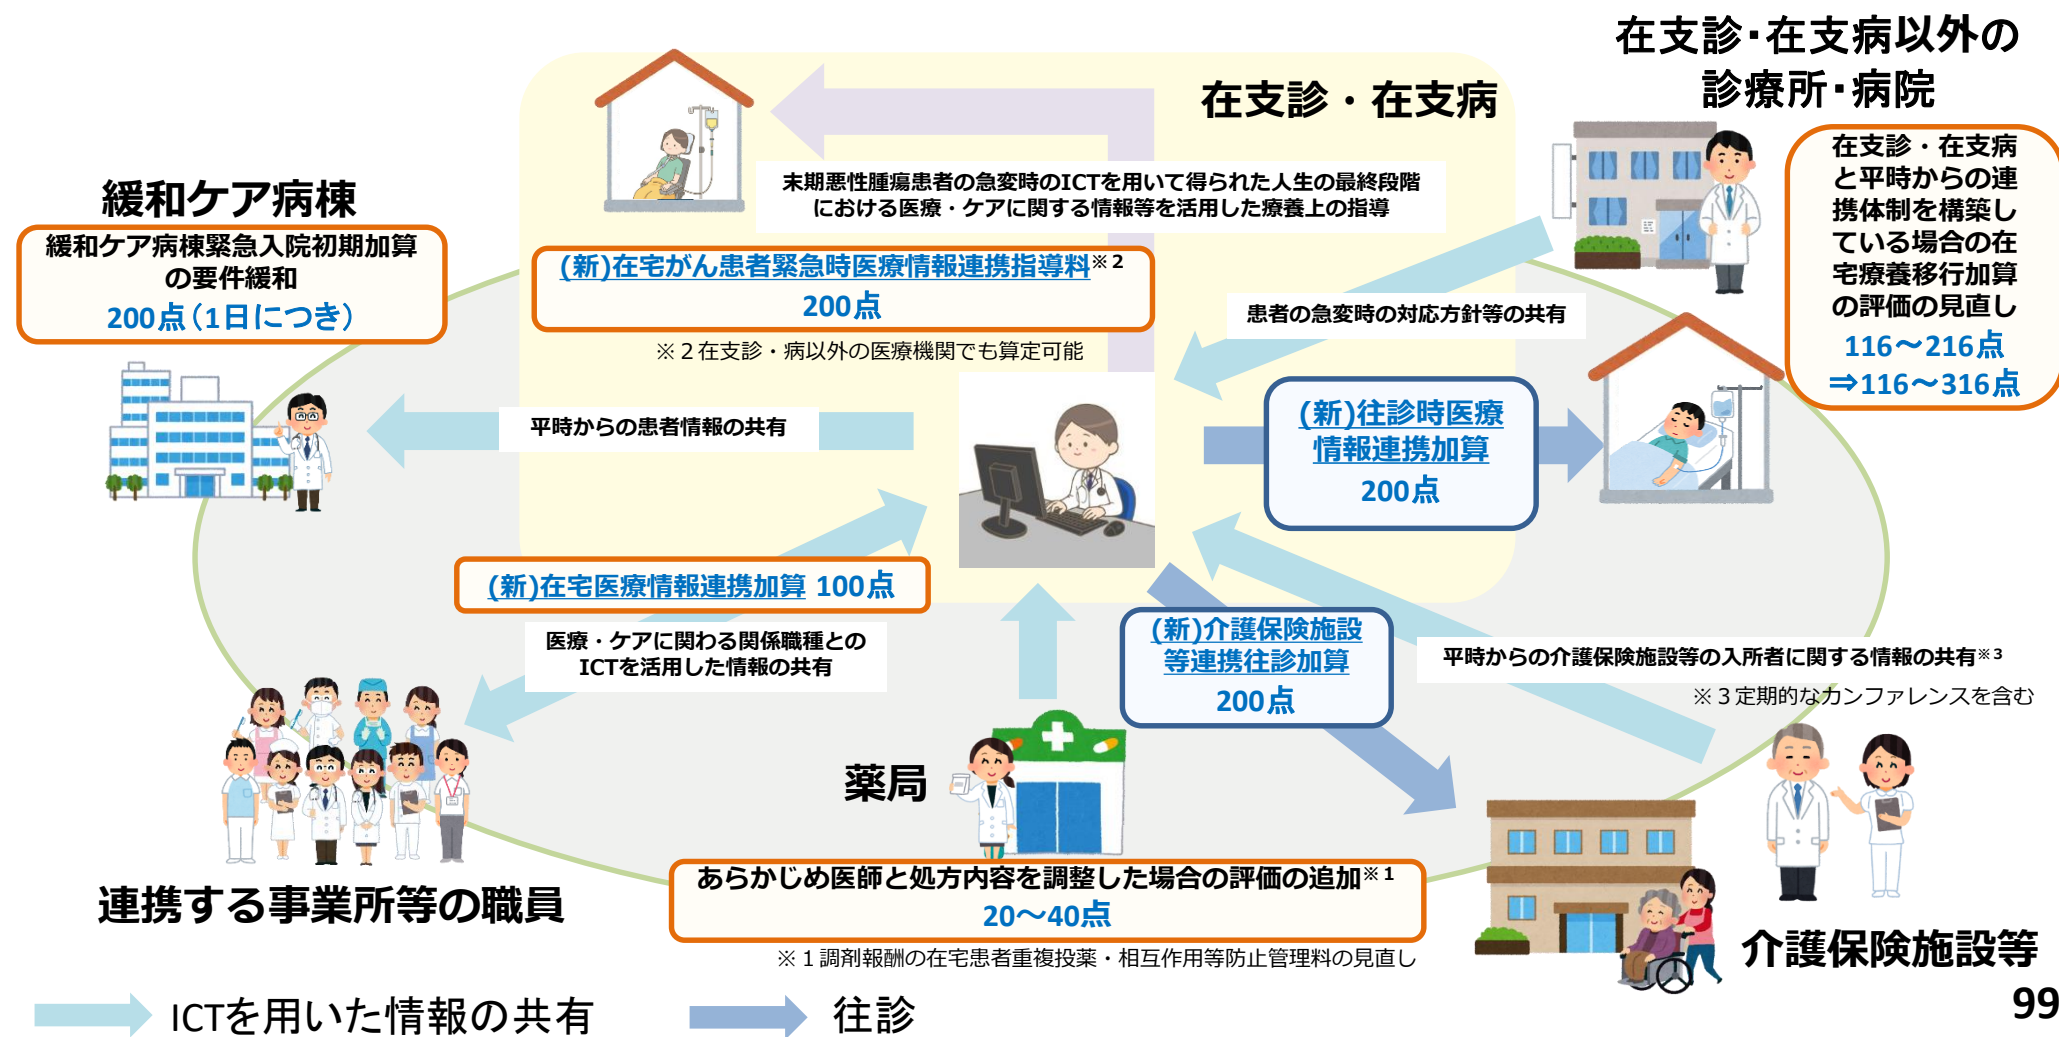 在支診・在支病以外の
診療所・病院
在支診・在支病
在支診・在支病
と平時からの連
携体制を構築し
ている場合の在
宅療養移行加算
の評価の見直し
116～216点
⇒116～316点
末期悪性腫瘍患者の急変時のICTを用いて得られた人生の最終段階
における医療・ケアに関する情報等を活用した療養上の指導
緩和ケア病棟
緩和ケア病棟緊急入院初期加算
の要件緩和
200点（1日につき）
(新)在宅がん患者緊急時医療情報連携指導料※2
200点
※２在支診・病以外の医療機関でも算定可能
患者の急変時の対応方針等の共有
平時からの患者情報の共有
(新)往診時医療
情報連携加算
200点
(新)在宅医療情報連携加算 100点
医療・ケアに関わる関係職種との
ICTを活用した情報の共有
(新)介護保険施設
等連携往診加算
200点
平時からの介護保険施設等の入所者に関する情報の共有※3
※３定期的なカンファレンスを含む
薬局
あらかじめ医師と処方内容を調整した場合の評価の追加※1
20～40点
※１調剤報酬の在宅患者重複投薬・相互作用等防止管理料の見直し
連携する事業所等の職員
介護保険施設等
ICTを用いた情報の共有
往診
99